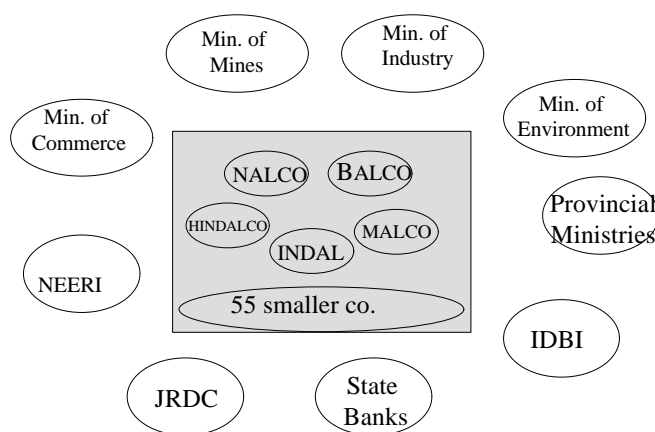 Min. of
Mines
Min. of
Industry
Min. of
Commerce
Min. of
Environment
NALCO
BALCO
Provincial
Ministries
HINDALCO
MALCO
INDAL
NEERI
55 smaller co.
IDBI
JRDC
State
Banks